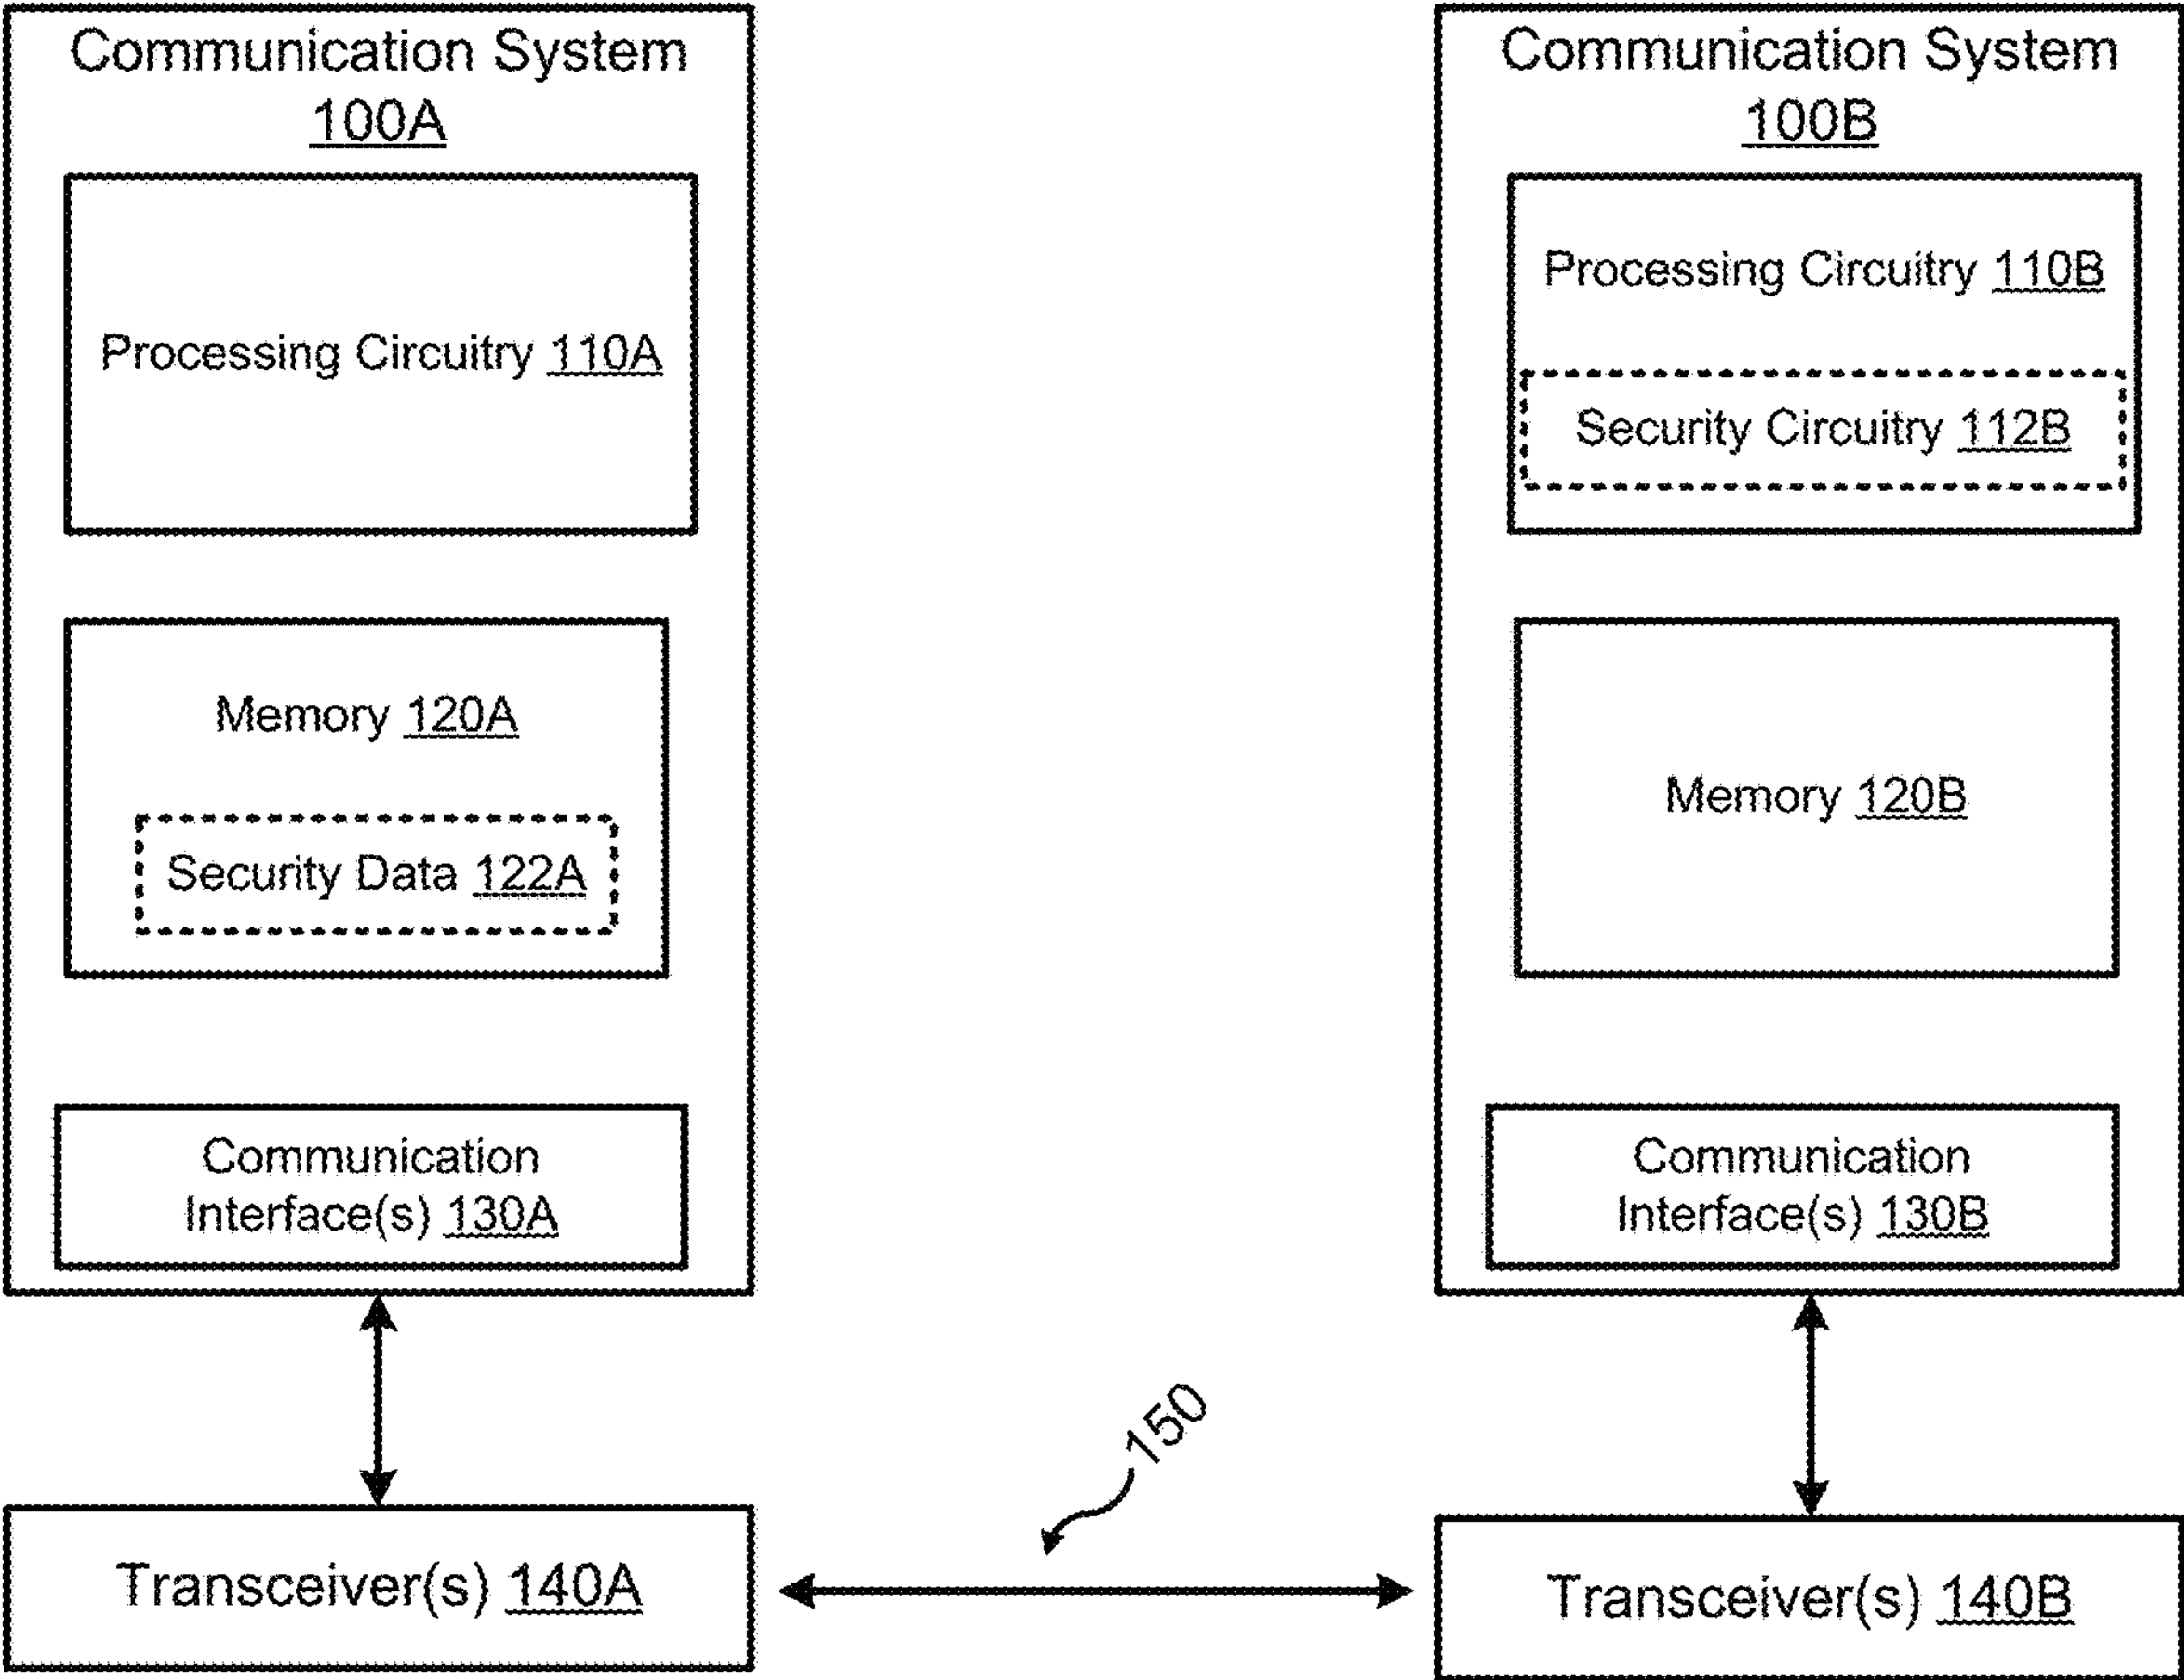 Communication System
100A
Processing Circuitry 110A
Memory 120A
Security Data 122A
Communication
Interface(s) 130A
Transceiver(s) 140A
150
Communication System
100B
Processing Circuitry 110B
Security Circuitry 112B
Memory 120B
Communication
Interface(s) 130B
Transceiver(s) 140B